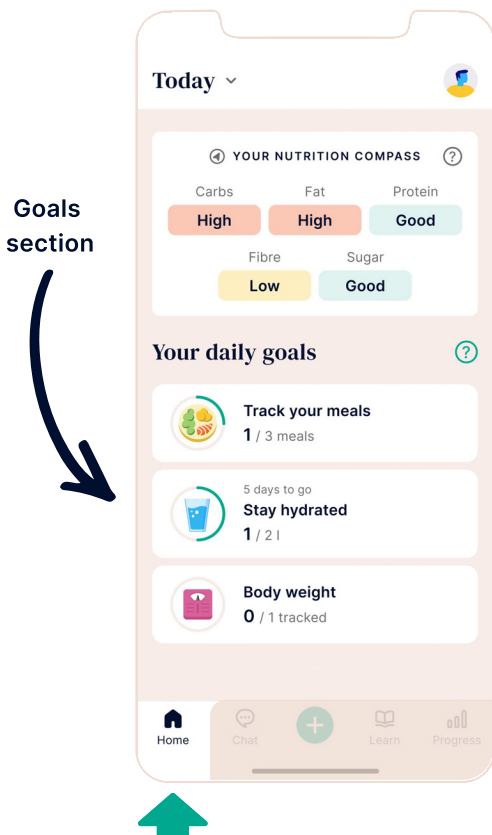 Today
YOUR NUTRITION COMPASS ?
Carbs Fat Protein
High High Good
Fibre Sugar
Low Good
Goals
section
Your daily goals ?
Track your meals
1 / 3 meals
5 days to go
Stay hydrated
1 / 2 l
Body weight
0 / 1 tracked
Home Chat Learn Progress